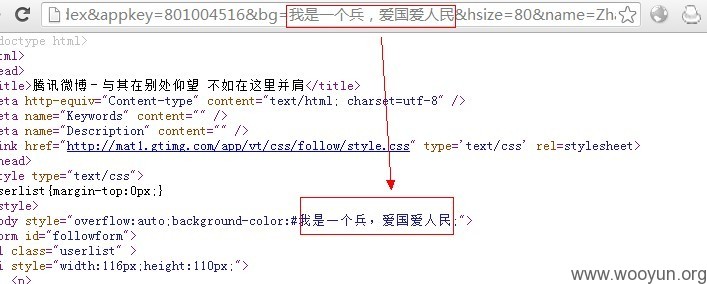 dex&appkey=801004516&bg=我是一个兵，爱国爱人民&hsize=80&name=Zha
doctype html>
ml>
ead>
itle>腾讯微博－与其在别处仰望 不如在这里并肩</title>
eta http-equiv="Content-type" content="text/html; charset=utf-8" />
eta name="Keywords" content="" />
eta name="Description" content="" />
ink href="http://mat1.gtimg.com/app/vt/css/follow/style.css" type='text/css' rel=stylesheet>
head>
tyle type="text/css">
serlist{margin-top:0px;}
style>
ody style="overflow:auto;background-color:#我是一个兵，爱国爱人民;">
orm id="followform">
l class="userlist" >
i style="width:116px;height:110px;">
<p>
www.wooyun.org